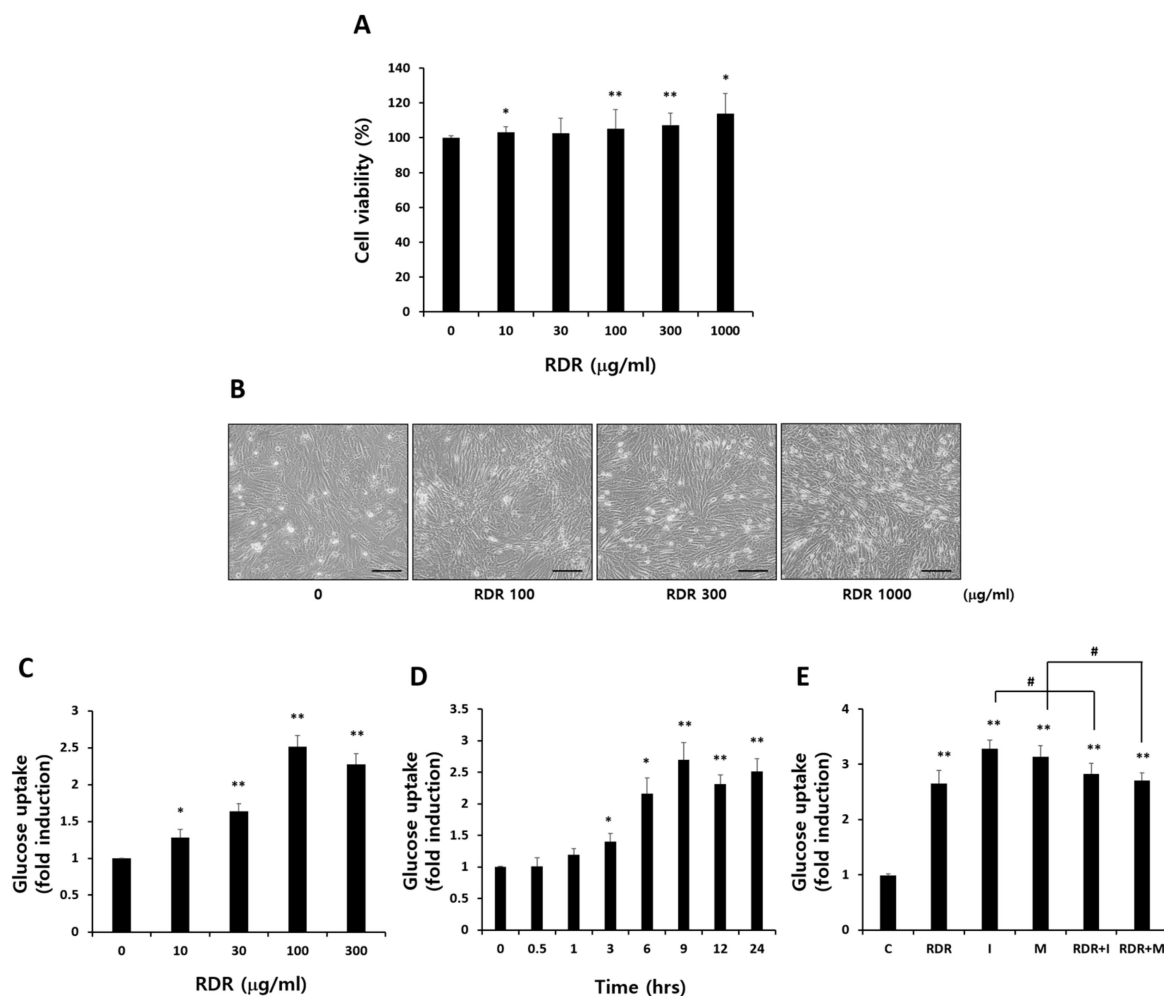 A
140
120
100
80
60
40
20
0
Cell viability (%)
*
**
**
*
0 10 30 100 300 1000
RDR (μg/ml)
B
0 RDR 100 RDR 300 RDR 1000 (μg/ml)
C
3
2.5
2
1.5
1
0.5
0
Glucose uptake
(fold induction)
*
**
**
**
0 10 30 100 300
RDR (μg/ml)
D
3.5
3
2.5
2
1.5
1
0.5
0
Glucose uptake
(fold induction)
*
*
**
**
**
0 0.5 1 3 6 9 12 24
Time (hrs)
E
4
3
2
1
0
Glucose uptake
(fold induction)
#
#
**
**
**
**
**
C RDR I M RDR+I RDR+M